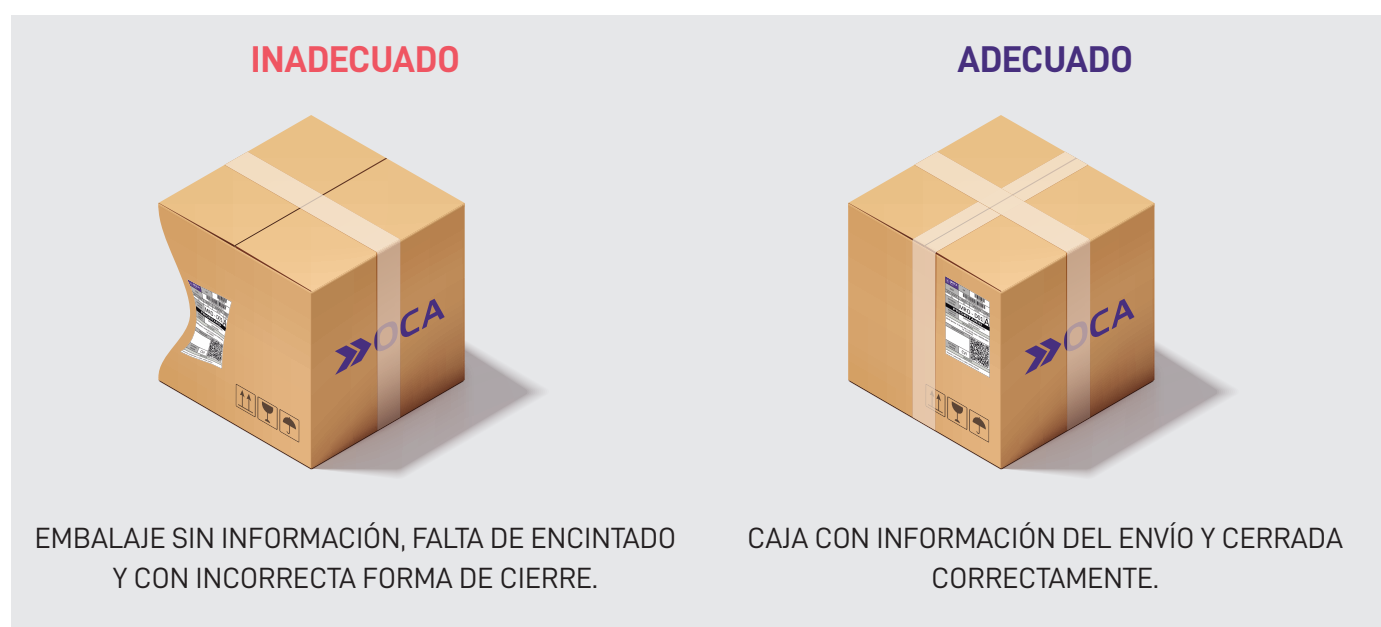 INADECUADO
ADECUADO
OCA
OCA
EMBALAJE SIN INFORMACIÓN, FALTA DE ENCINTADO
Y CON INCORRECTA FORMA DE CIERRE.
CAJA CON INFORMACIÓN DEL ENVÍO Y CERRADA
CORRECTAMENTE.